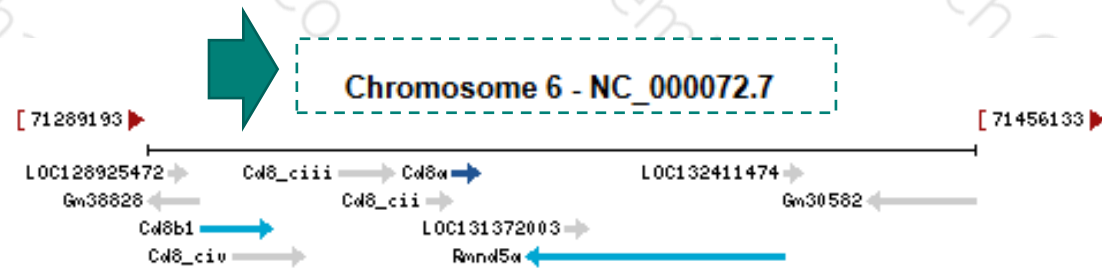 Chromosome 6 - NC_000072.7
[ 71289193
[ 71456133
LOC128925472 Cd8_ciii Cd8a LOC132411474
Gm38828 Cd8_cii Gm30582
Cd8b1 LOC131372003
Cd8_civ Rmnd5a